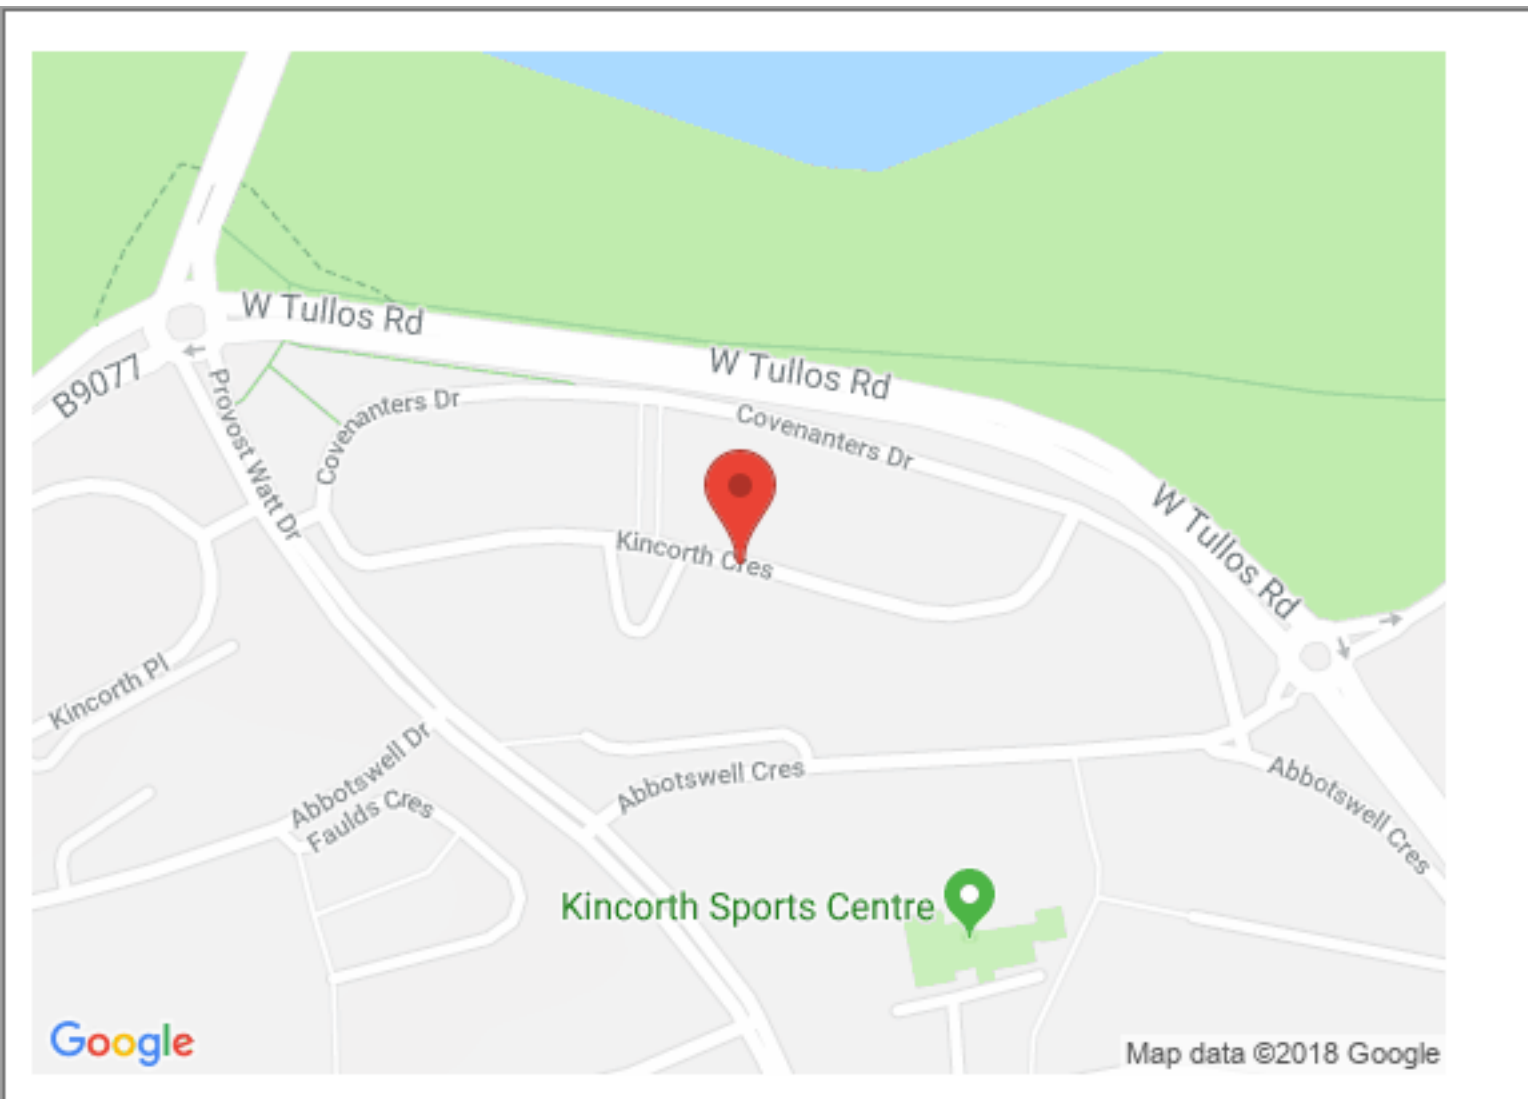 W Tullos Rd
W Tullos Rd
B9077
Provost Watt Dr
Covenanters Dr
Covenanters Dr
W Tullos Rd
Kincorth Cres
Kincorth Pl
Abbotswell Dr
Faulds Cres
Abbotswell Cres
Abbotswell Cres
Kincorth Sports Centre
Google
Map data ©2018 Google